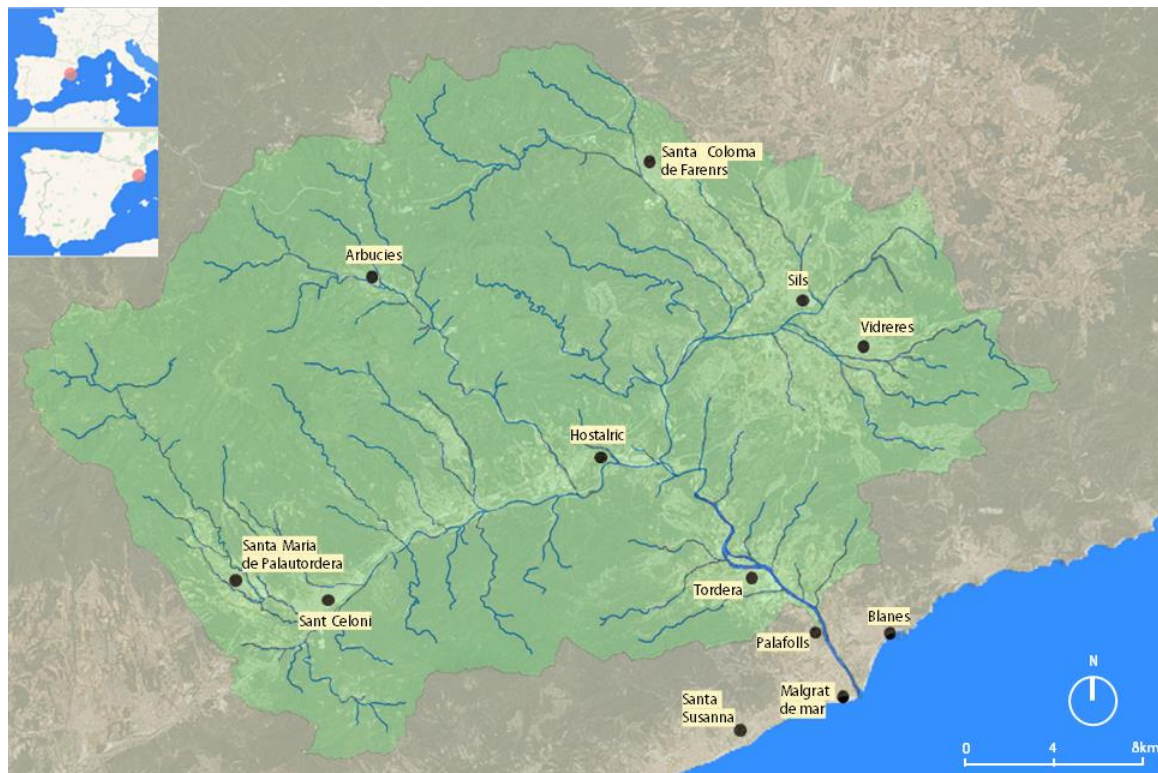 Santa Coloma
de Farenrs
Arbucies
Sils
Vidreres
Hostalric
Santa Maria
de Palautordera
Sant Celoni
Tordera
Blanes
Palafolls
Malgrat
de mar
Santa
Susanna
N
0 4 8km